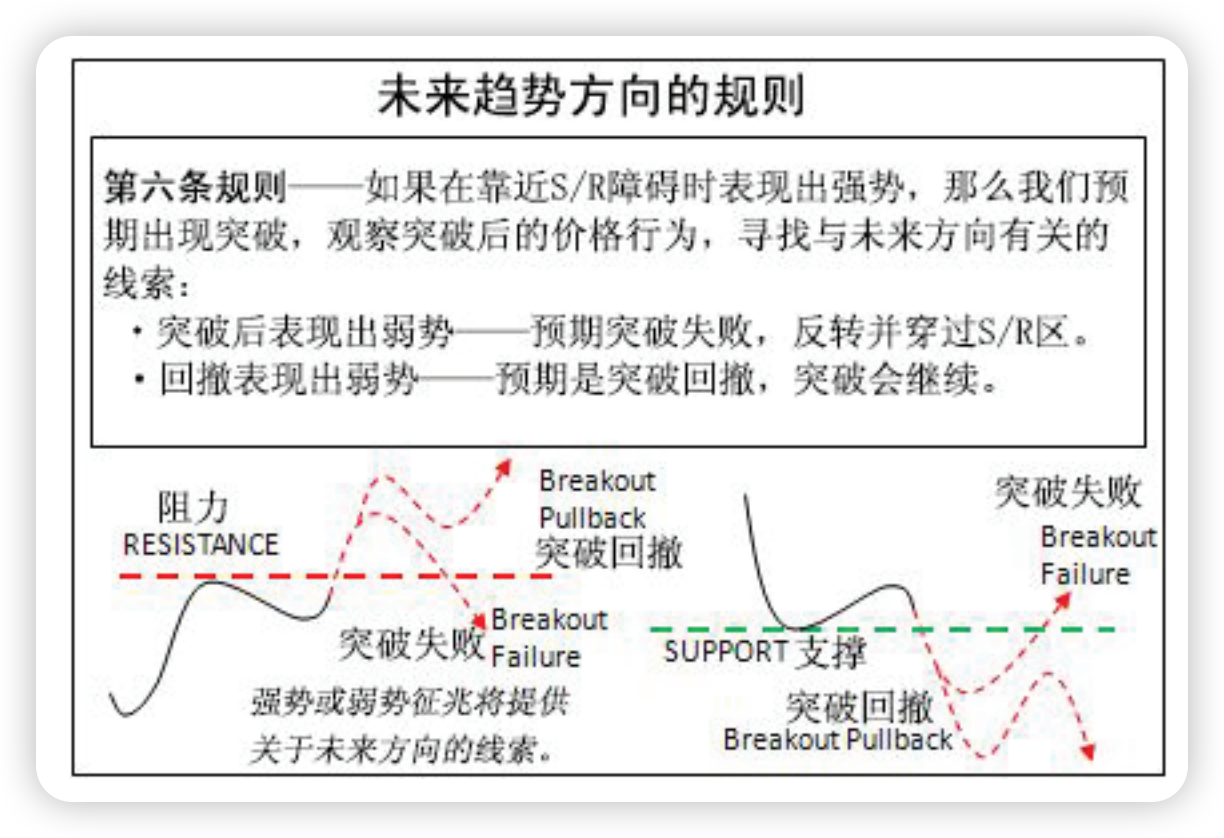 未来趋势方向的规则
第六条规则——如果在靠近S/R障碍时表现出强势，那么我们预
期出现突破，观察突破后的价格行为，寻找与未来方向有关的
线索：
・突破后表现出弱势——预期突破失败，反转并穿过S/R区。
・回撤表现出弱势——预期是突破回撤，突破会继续。
阻力
RESISTANCE
Breakout
Pullback
突破回撤
突破失败
Breakout
Failure
强势或弱势征兆将提供
关于未来方向的线索。
突破失败
Breakout
Failure
SUPPORT 支撑
突破回撤
Breakout Pullback